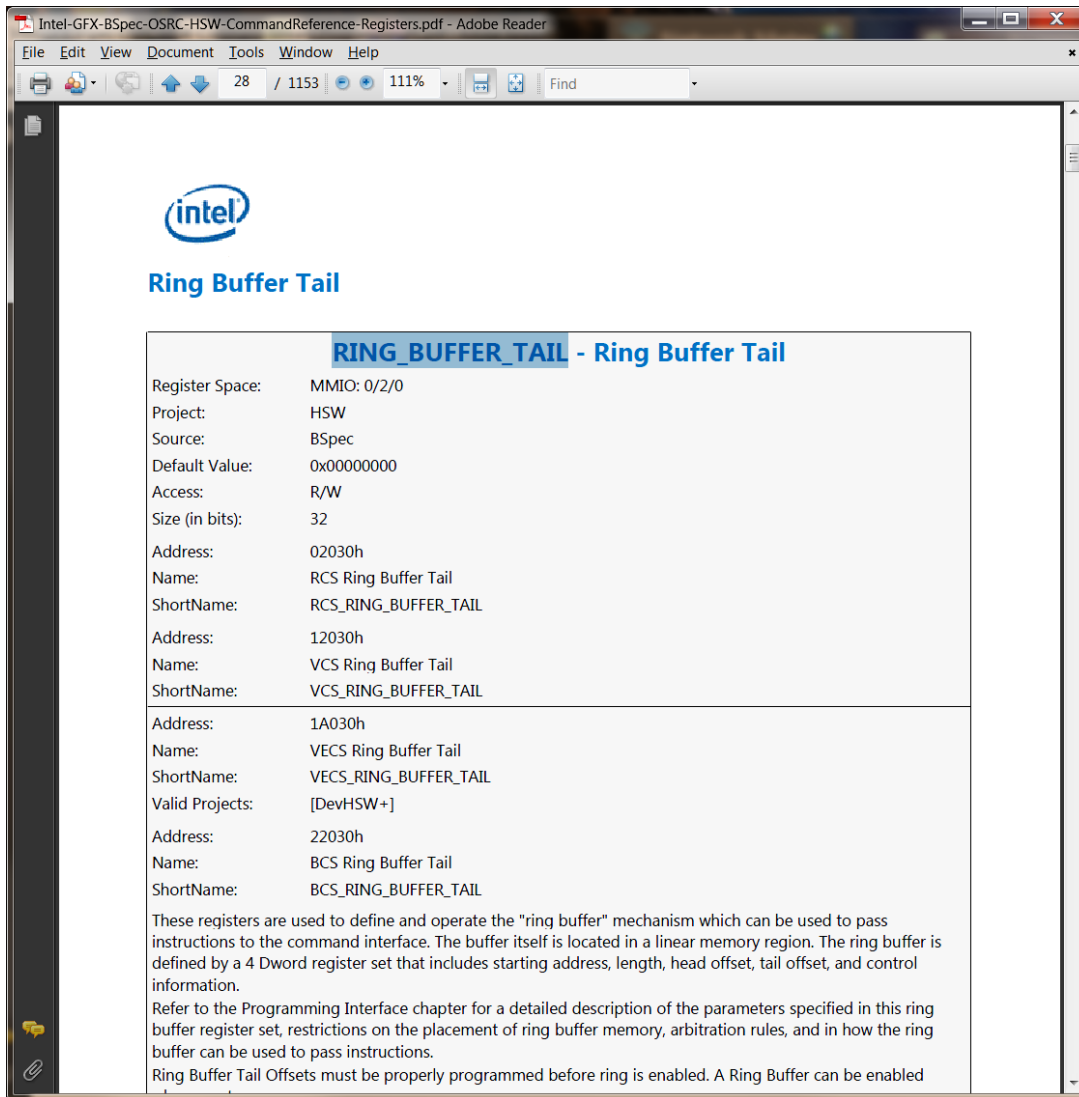 Intel-GFX-BSpec-OSRC-HSW-CommandReference-Registers.pdf - Adobe Reader
File Edit View Document Tools Window Help
28 / 1153 111% Find
intel
Ring Buffer Tail
RING_BUFFER_TAIL - Ring Buffer Tail
Register Space: MMIO: 0/2/0
Project: HSW
Source: BSpec
Default Value: 0x00000000
Access: R/W
Size (in bits): 32
Address: 02030h
Name: RCS Ring Buffer Tail
ShortName: RCS_RING_BUFFER_TAIL
Address: 12030h
Name: VCS Ring Buffer Tail
ShortName: VCS_RING_BUFFER_TAIL
Address: 1A030h
Name: VECS Ring Buffer Tail
ShortName: VECS_RING_BUFFER_TAIL
Valid Projects: [DevHSW+]
Address: 22030h
Name: BCS Ring Buffer Tail
ShortName: BCS_RING_BUFFER_TAIL
These registers are used to define and operate the "ring buffer" mechanism which can be used to pass
instructions to the command interface. The buffer itself is located in a linear memory region. The ring buffer is
defined by a 4 Dword register set that includes starting address, length, head offset, tail offset, and control
information.
Refer to the Programming Interface chapter for a detailed description of the parameters specified in this ring
buffer register set, restrictions on the placement of ring buffer memory, arbitration rules, and in how the ring
buffer can be used to pass instructions.
Ring Buffer Tail Offsets must be properly programmed before ring is enabled. A Ring Buffer can be enabled